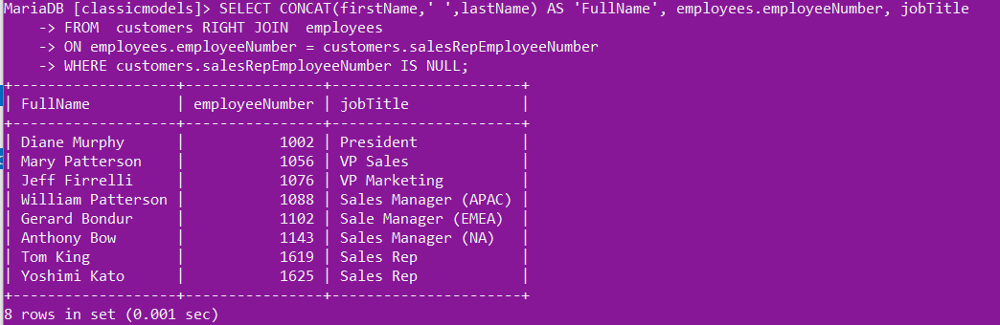 MariaDB [classicmodels]> SELECT CONCAT(firstName,' ',lastName) AS 'FullName', employees.employeeNumber, jobTitle
    -> FROM  customers RIGHT JOIN  employees
    -> ON employees.employeeNumber = customers.salesRepEmployeeNumber
    -> WHERE customers.salesRepEmployeeNumber IS NULL;
+------------------+----------------+----------------------+
| FullName          | employeeNumber | jobTitle             |
+------------------+----------------+----------------------+
| Diane Murphy      |           1002 | President            |
| Mary Patterson    |           1056 | VP Sales             |
| Jeff Firrelli     |           1076 | VP Marketing         |
| William Patterson |           1088 | Sales Manager (APAC) |
| Gerard Bondur     |           1102 | Sale Manager (EMEA)  |
| Anthony Bow       |           1143 | Sales Manager (NA)   |
| Tom King          |           1619 | Sales Rep            |
| Yoshimi Kato      |           1625 | Sales Rep            |
+------------------+----------------+----------------------+
8 rows in set (0.001 sec)